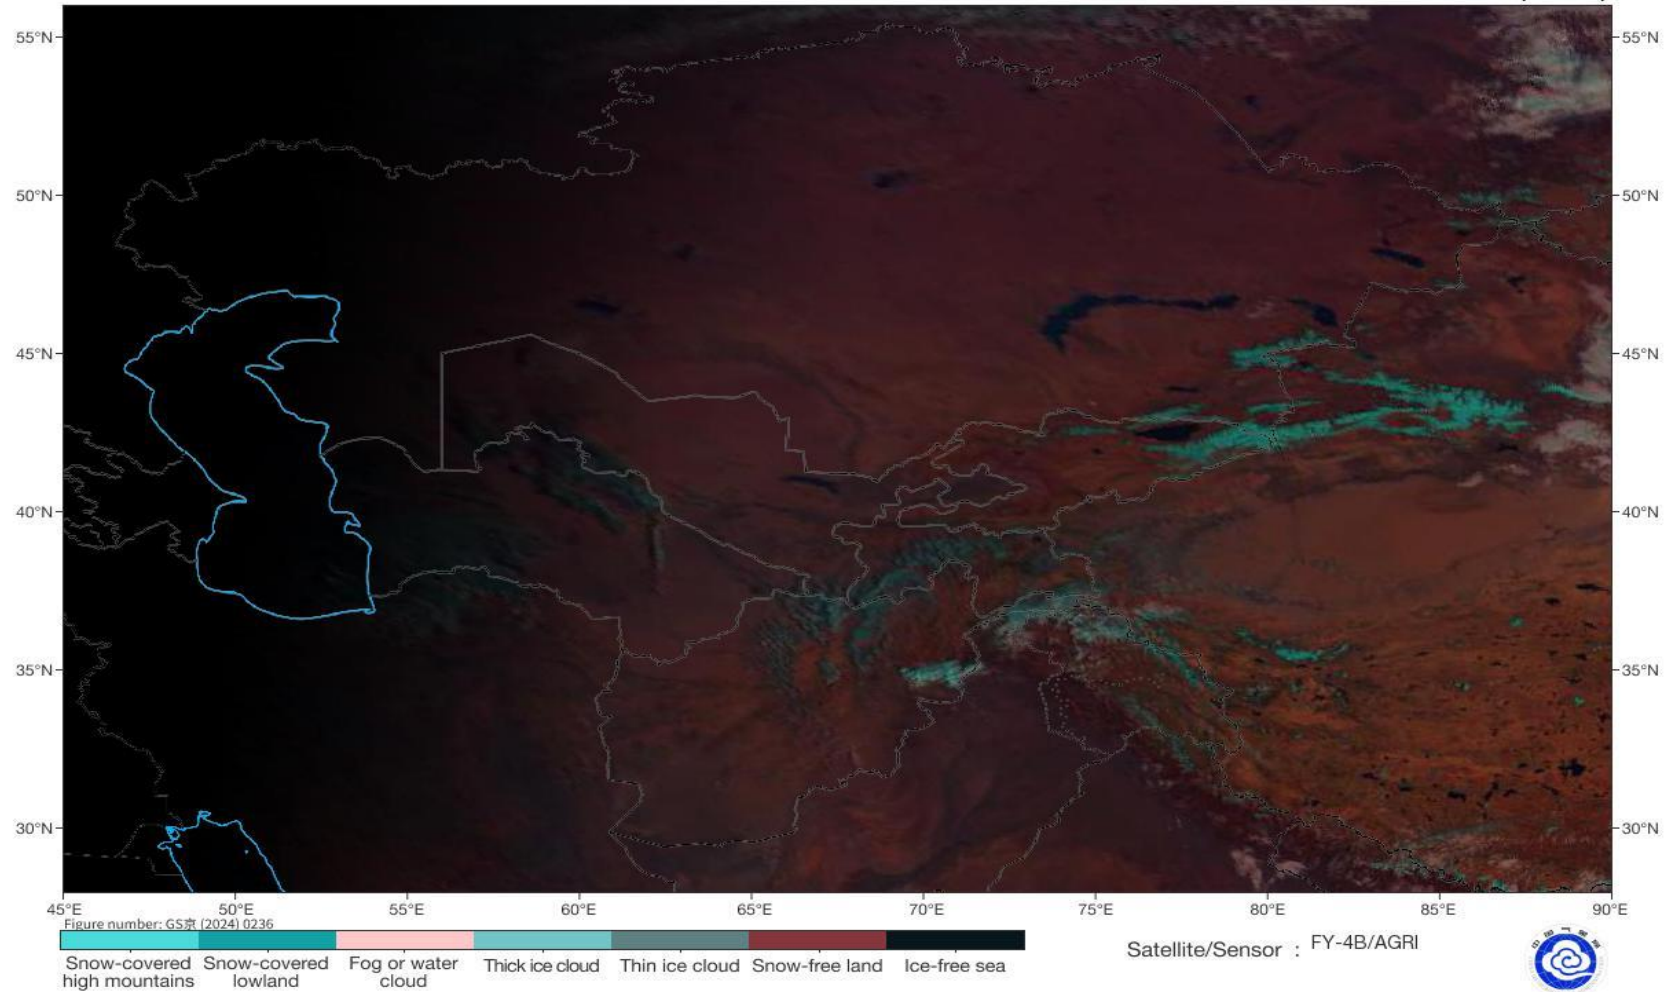 55°N 55°N
50°N 50°N
45°N 45°N
40°N 40°N
35°N 35°N
30°N 30°N
45°E 50°E 55°E 60°E 65°E 70°E 75°E 80°E 85°E 90°E
Figure number: GS京 (2024) 0236
Snow-covered high mountains
Snow-covered lowland
Fog or water cloud
Thick ice cloud
Thin ice cloud
Snow-free land
Ice-free sea
Satellite/Sensor : FY-4B/AGRI